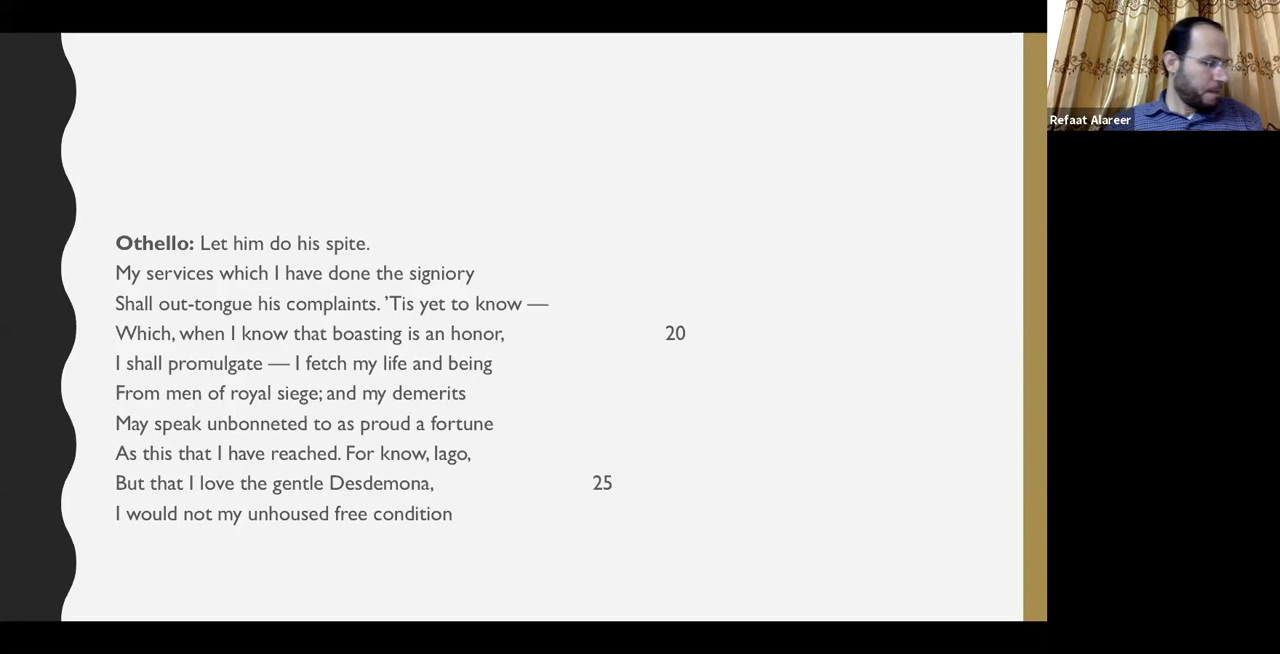 Othello: Let him do his spite.
My services which I have done the signiory
Shall out-tongue his complaints. ’Tis yet to know —
Which, when I know that boasting is an honor, 20
I shall promulgate — I fetch my life and being
From men of royal siege; and my demerits
May speak unbonneted to as proud a fortune
As this that I have reached. For know, Iago,
But that I love the gentle Desdemona, 25
I would not my unhoused free condition
Refaat Alareer